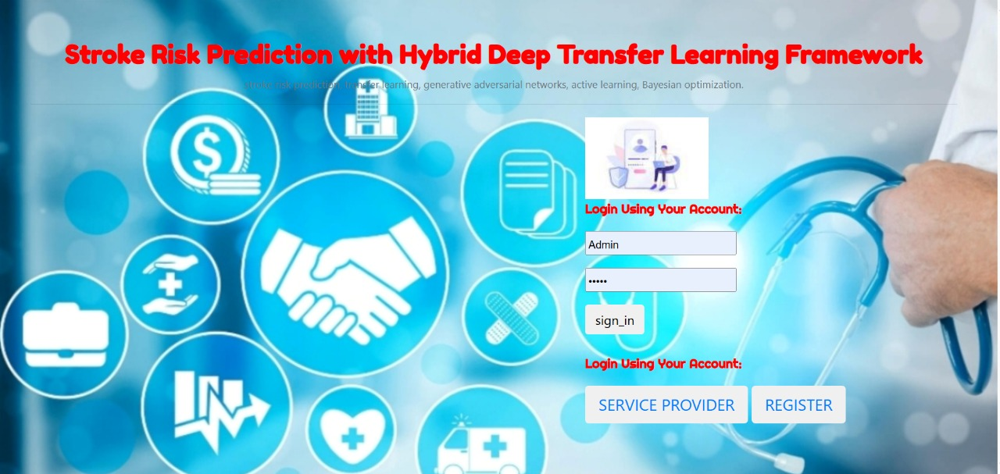 Stroke Risk Prediction with Hybrid Deep Transfer Learning Framework
stroke risk prediction, transfer learning, generative adversarial networks, active learning, Bayesian optimization.
Login Using Your Account:
Admin
•••••
sign_in
Login Using Your Account:
SERVICE PROVIDER REGISTER